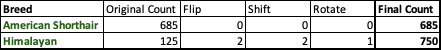 Breed Original Count Flip Shift Rotate Final Count
American Shorthair 685 0 0 0 685
Himalayan 125 2 2 1 750